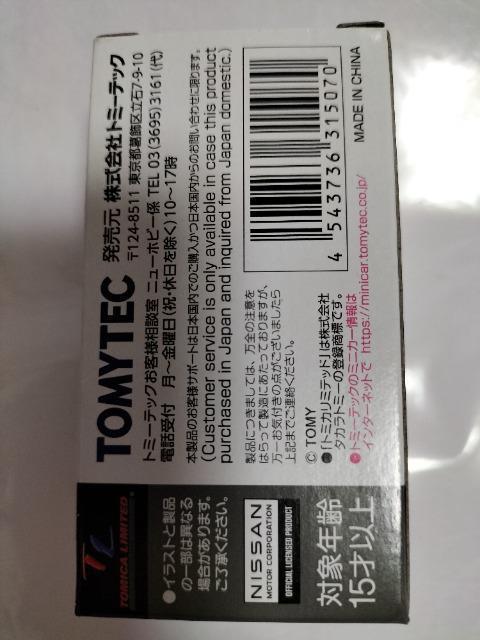 TOMICA LIMITED
●イラストと製品
の一部は異なる
場合があります。
ご了承ください。
NISSAN
MOTOR CORPORATION
OFFICIAL LICENSED PRODUCT
対象年齢
15才以上
TOMYTEC 発売元 株式会社トミーテック
〒124-8511 東京都葛飾区立石7-9-10
トミーテックお客様相談室 ニューホビー係 TEL 03(3695)3161(代)
電話受付 月～金曜日(祝・休日を除く)10～17時
本製品のお客様サポートは日本国内でのご購入かつ日本国内からのお問い合わせに限ります。
(Customer service is only available in case this product
purchased in Japan and inquired from Japan domestic.)
製品につきましては、万全の注意を
はらって製造にあたっておりますが、
万一お気付きの点がございましたら
上記までご連絡ください。
© TOMY
●「トミカリミテッド」は株式会社
タカラトミーの登録商標です。
●トミーテックのミニカー情報は
インターネットで https://minicar.tomytec.co.jp/
4 543736 315070
MADE IN CHINA